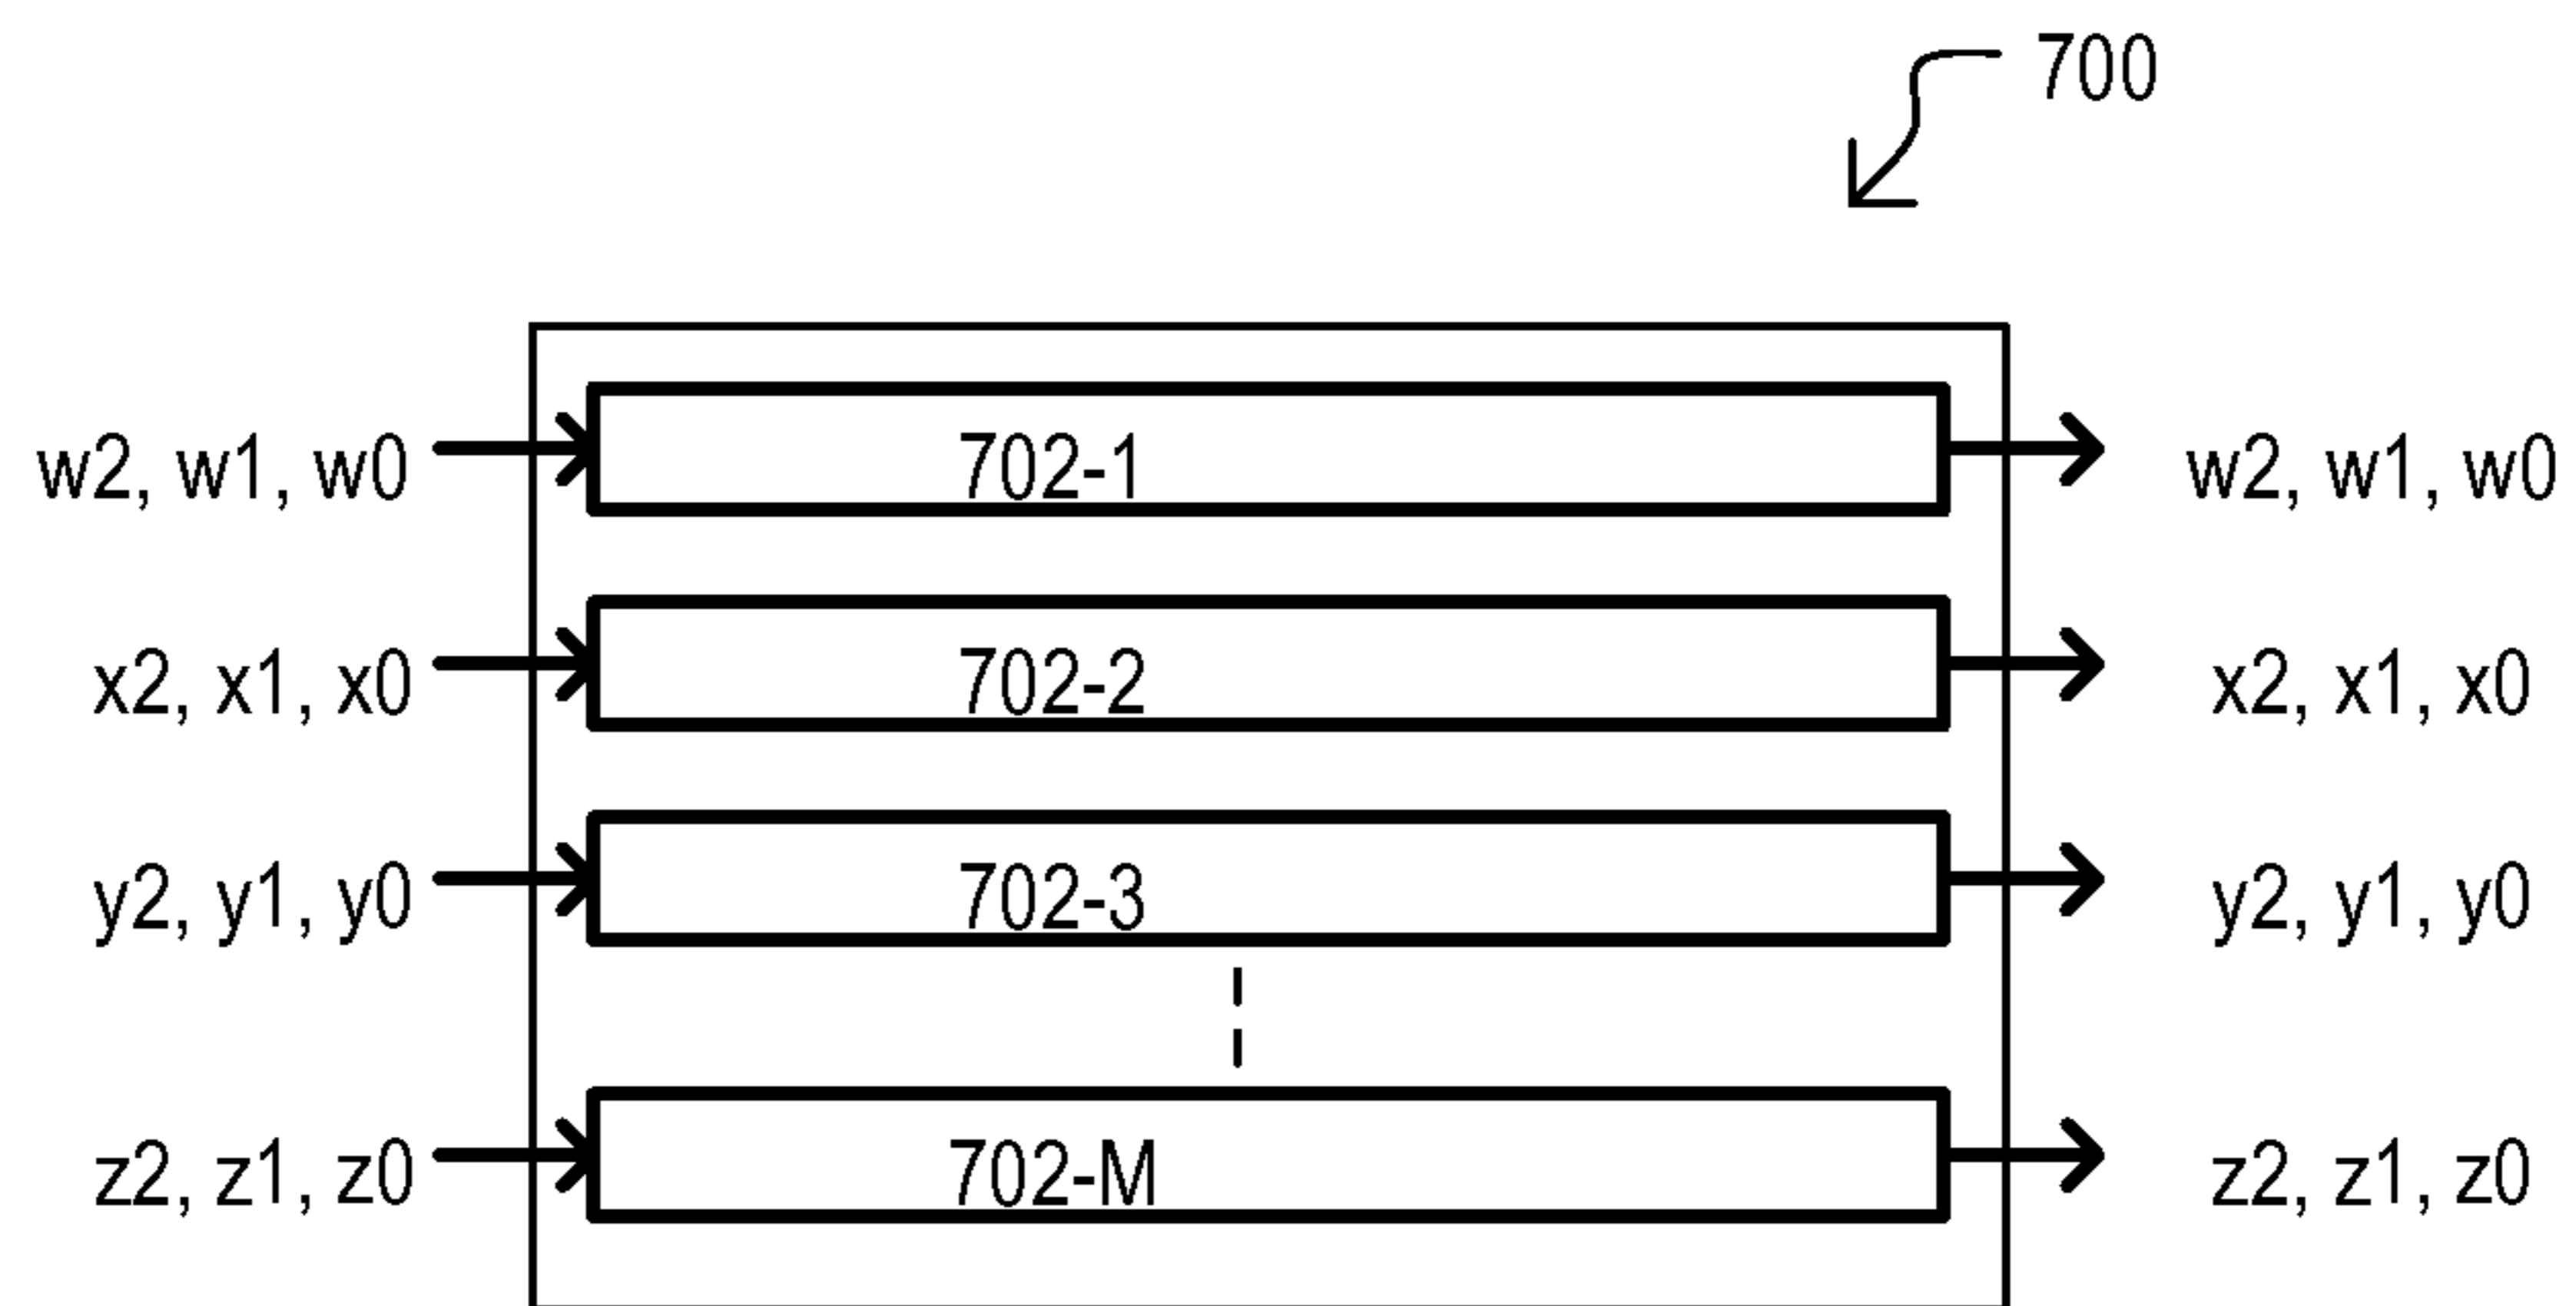 700
w2, w1, w0 702-1 w2, w1, w0
x2, x1, x0 702-2 x2, x1, x0
y2, y1, y0 702-3 y2, y1, y0
z2, z1, z0 702-M z2, z1, z0